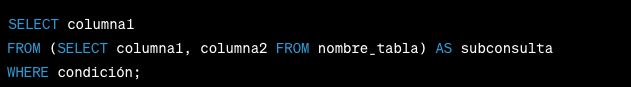 SELECT columna1
FROM (SELECT columna1, columna2 FROM nombre_tabla) AS subconsulta
WHERE condición;